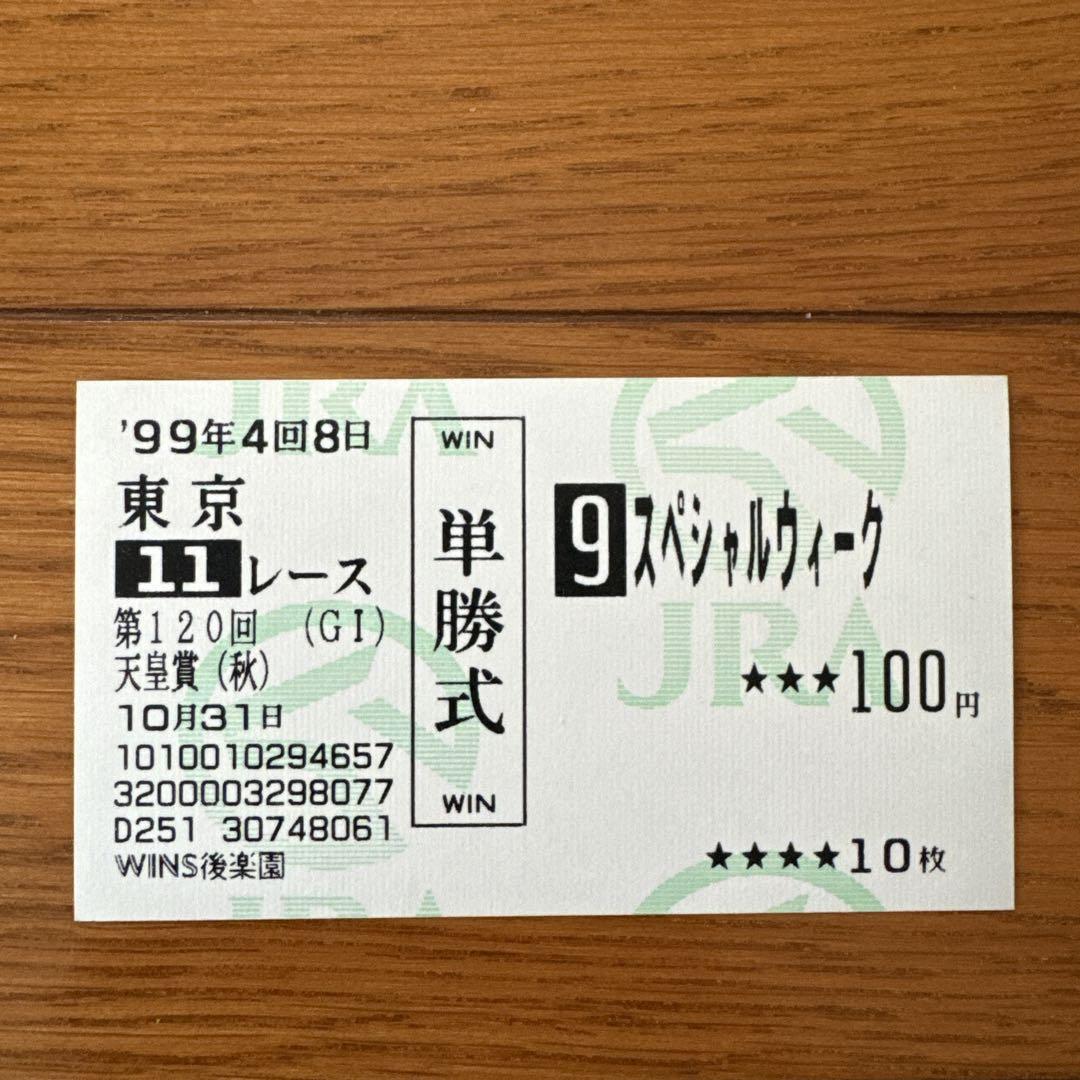 '99年4回8日
東京
11レース
第120回 (GI)
天皇賞(秋)
10月31日
1010010294657
3200003298077
D251 30748061
WINS後楽園
WIN
単勝式
WIN
9 スペシャルウィーク
★★★100円
★★★★10枚
JRA
JRA
JRA